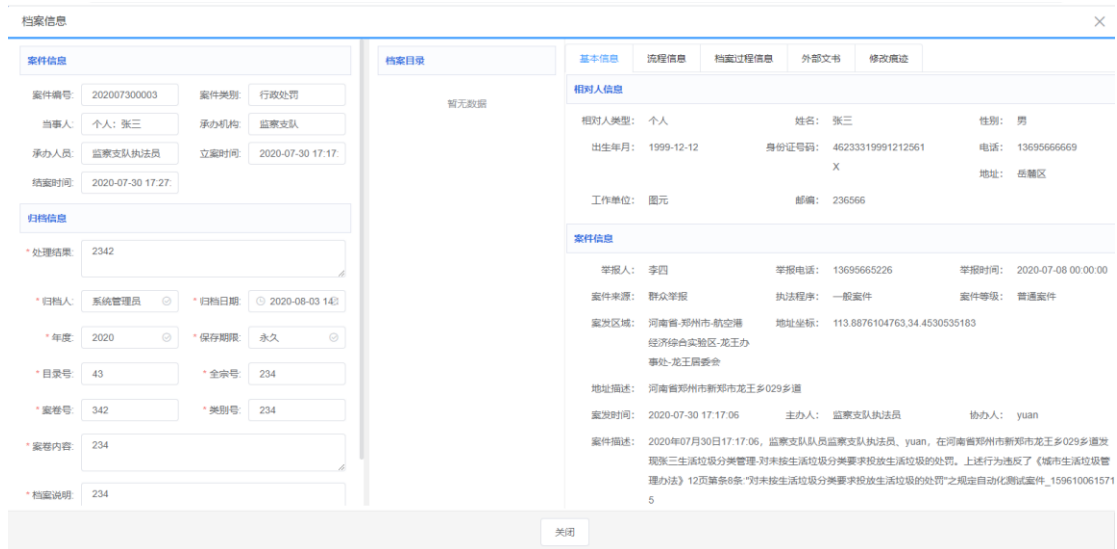 档案信息
案件信息
案件编号: 202007300003 案件类别: 行政处罚
当事人: 个人：张三 承办机构: 监察支队
承办人员: 监察支队执法员 立案时间: 2020-07-30 17:17:
结案时间: 2020-07-30 17:27:
归档信息
* 处理结果: 2342
* 归档人: 系统管理员 * 归档日期: 2020-08-03 14:
* 年度: 2020 * 保存期限: 永久
* 目录号: 43 * 全宗号: 234
* 案卷号: 342 * 类别号: 234
* 案卷内容: 234
* 档案说明: 234
档案目录
暂无数据
基本信息 流程信息 档案过程信息 外部文书 修改痕迹
相对人信息
相对人类型： 个人 姓名： 张三 性别： 男
出生年月： 1999-12-12 身份证号码： 46233319991212561
X
电话： 13695666669
地址： 岳麓区
工作单位： 图元 邮编： 236566
案件信息
举报人： 李四 举报电话： 13695665226 举报时间： 2020-07-08 00:00:00
案件来源： 群众举报 执法程序： 一般案件 案件等级： 普通案件
案发区域： 河南省-郑州市-航空港
经济综合实验区-龙王办
事处-龙王居委会
地址坐标： 113.8876104763,34.4530535183
地址描述： 河南省郑州市新郑市龙王乡029乡道
案发时间： 2020-07-30 17:17:06 主办人： 监察支队执法员 协办人： yuan
案件描述： 2020年07月30日17:17:06，监察支队队员监察支队执法员、yuan，在河南省郑州市新郑市龙王乡029乡道发
现张三生活垃圾分类管理-对未按生活垃圾分类要求投放生活垃圾的处罚。上述行为违反了《城市生活垃圾管
理办法》12页第条8条:"对未按生活垃圾分类要求投放生活垃圾的处罚"之规定自动化测试案件_159610061571
5
关闭